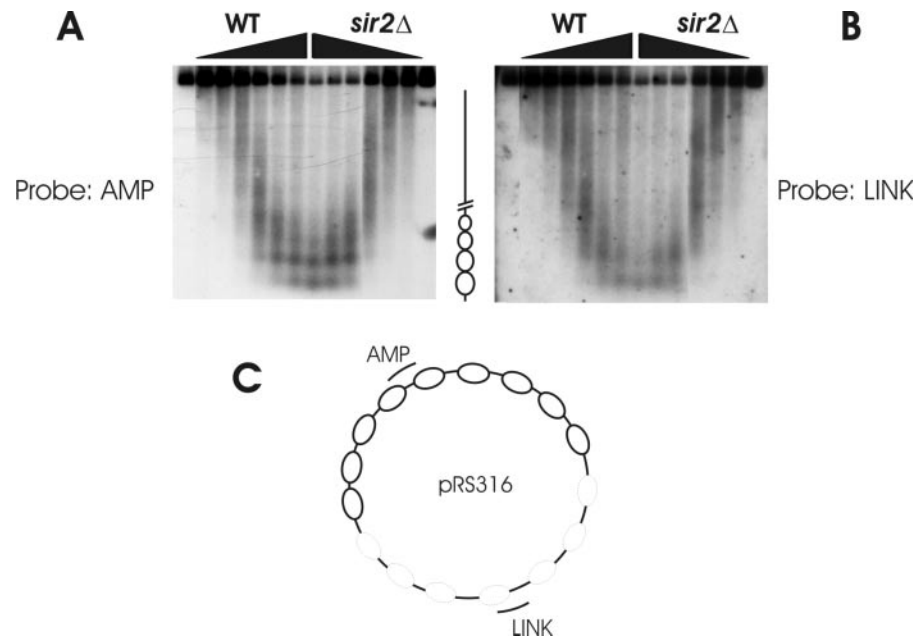 A
WT
sir2Δ
WT
sir2Δ
B
Probe: AMP
Probe: LINK
C
AMP
pRS316
LINK